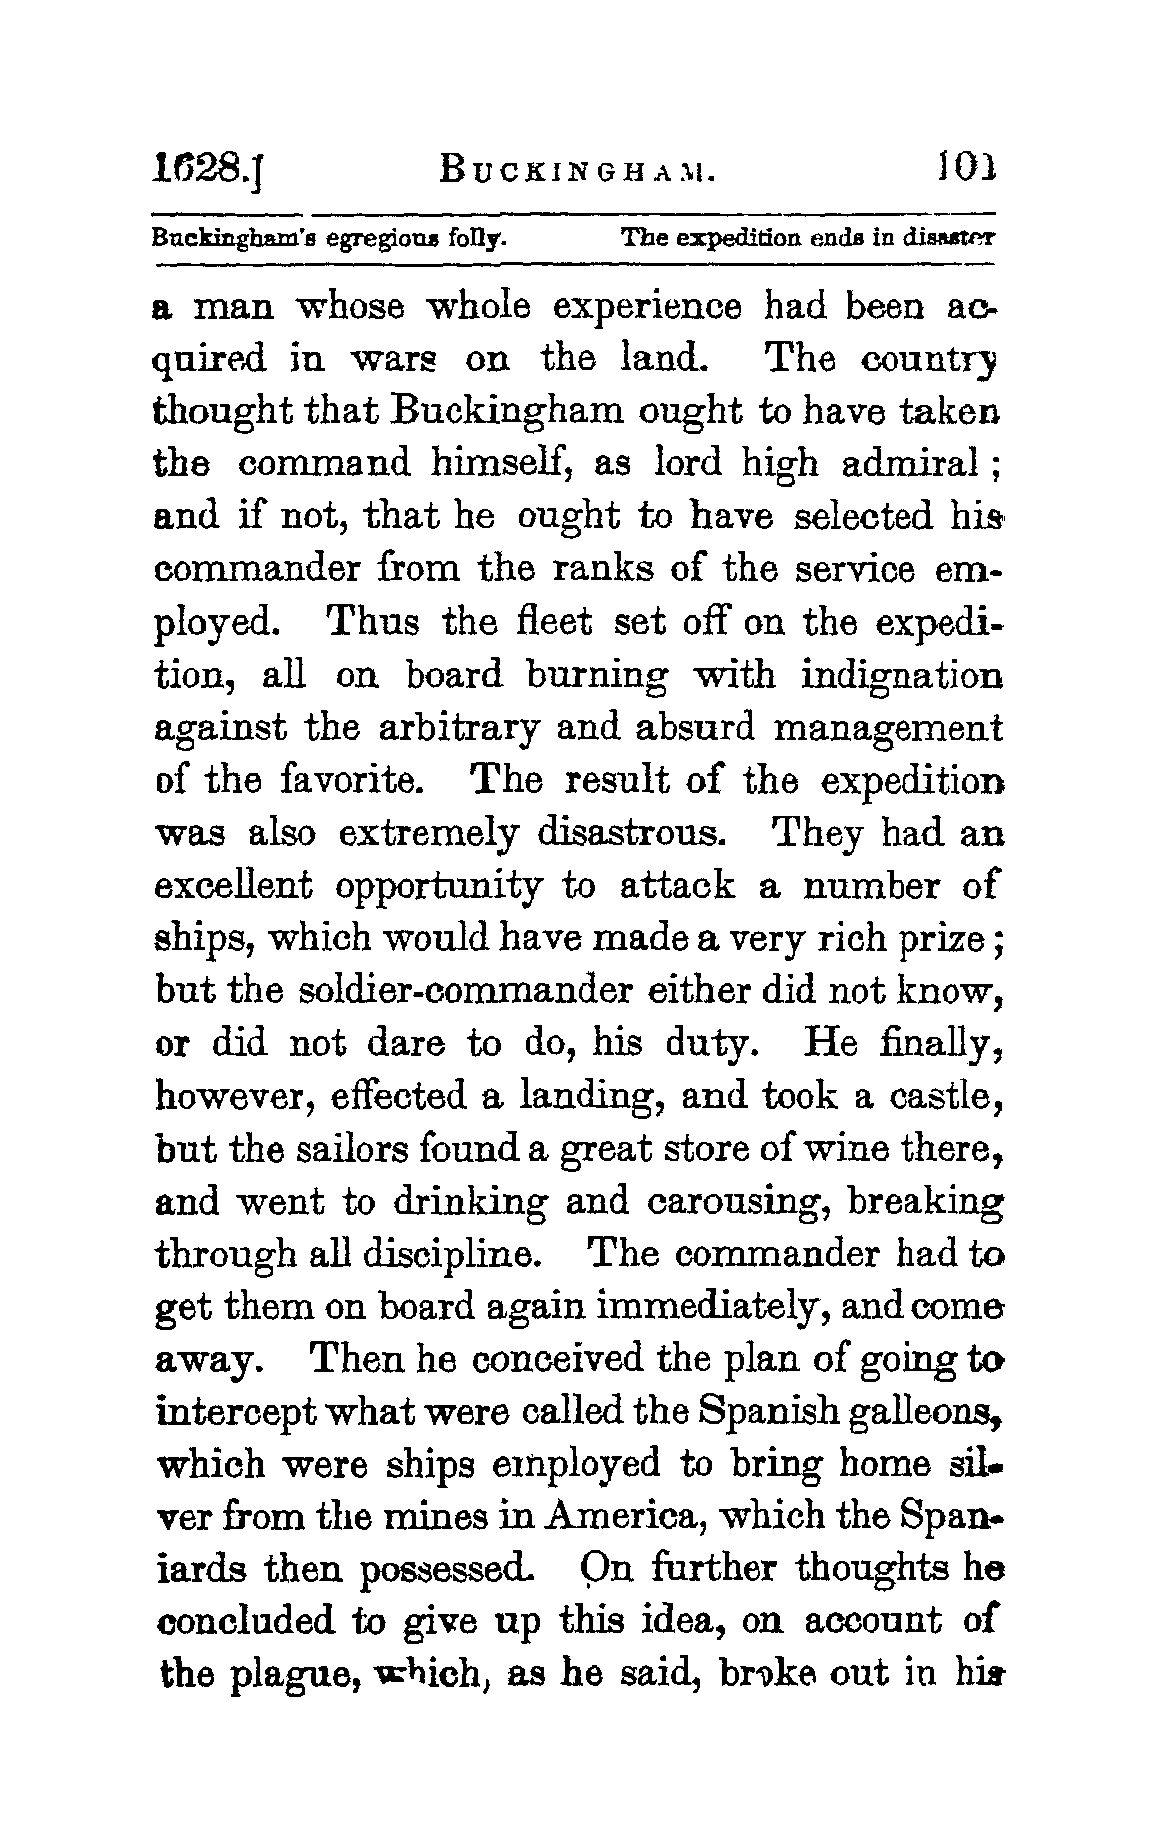 1628.] BUCKINGHAM. 101
Buckingham's egregious folly. The expedition ends in disaster
a man whose whole experience had been ac-
quired in wars on the land. The country
thought that Buckingham ought to have taken
the command himself, as lord high admiral ;
and if not, that he ought to have selected his
commander from the ranks of the service em-
ployed. Thus the fleet set off on the expedi-
tion, all on board burning with indignation
against the arbitrary and absurd management
of the favorite. The result of the expedition
was also extremely disastrous. They had an
excellent opportunity to attack a number of
ships, which would have made a very rich prize ;
but the soldier-commander either did not know,
or did not dare to do, his duty. He finally,
however, effected a landing, and took a castle,
but the sailors found a great store of wine there,
and went to drinking and carousing, breaking
through all discipline. The commander had to
get them on board again immediately, and come
away. Then he conceived the plan of going to
intercept what were called the Spanish galleons,
which were ships employed to bring home sil-
ver from the mines in America, which the Span-
iards then possessed. On further thoughts he
concluded to give up this idea, on account of
the plague, which, as he said, broke out in his